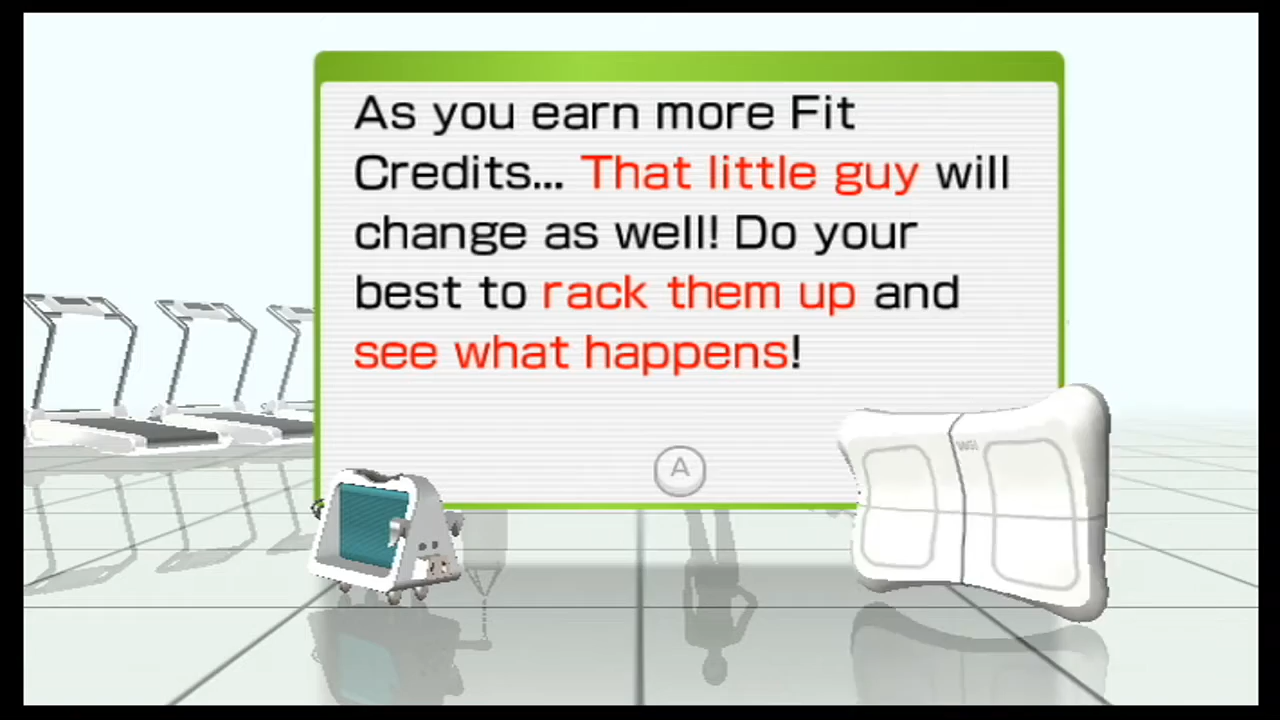 As you earn more Fit
Credits... That little guy will
change as well! Do your
best to rack them up and
see what happens!
A
Wii